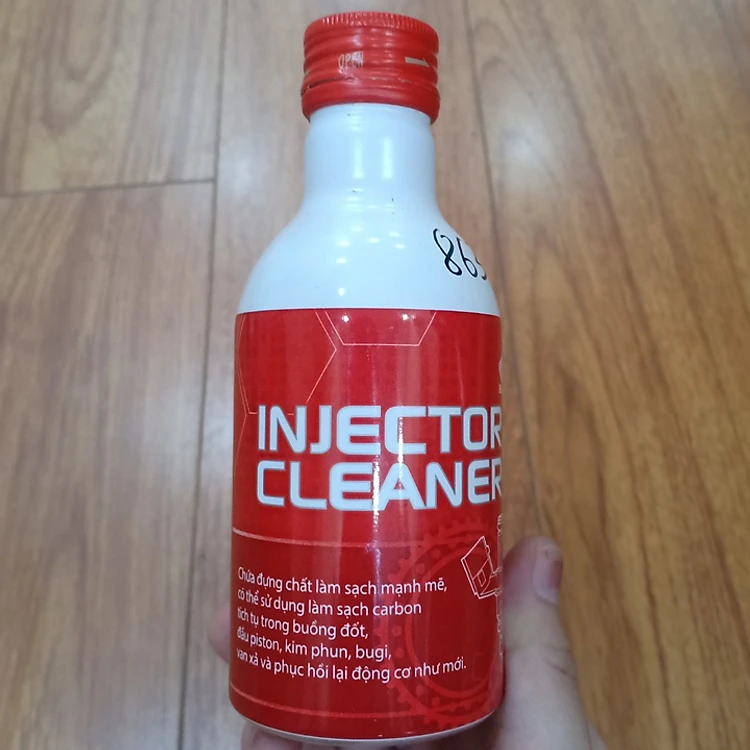 OPEN
INJECTOR
CLEANER
Chứa đựng chất làm sạch mạnh mẽ,
có thể sử dụng làm sạch carbon
tích tụ trong buồng đốt,
đầu piston, kim phun, bugi,
van xả và phục hồi lại động cơ như mới.